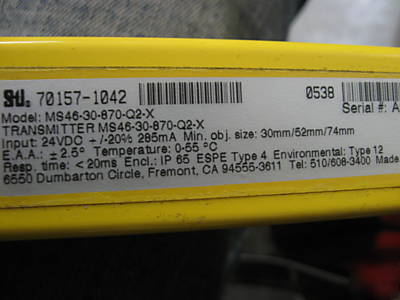 STI. 70157-1042 0538
Model: MS46-30-870-Q2-X Serial #: A
TRANSMITTER MS46-30-870-Q2-X
Input: 24VDC +/-20% 285mA Min. obj. size: 30mm/52mm/74mm
E.A.A.: ± 2.5° Temperature: 0-55 °C
Resp. time: < 20ms Encl.: IP 65 ESPE Type 4 Environmental: Type 12
6550 Dumbarton Circle, Fremont, CA 94555-3611 Tel: 510/608-3400 Made